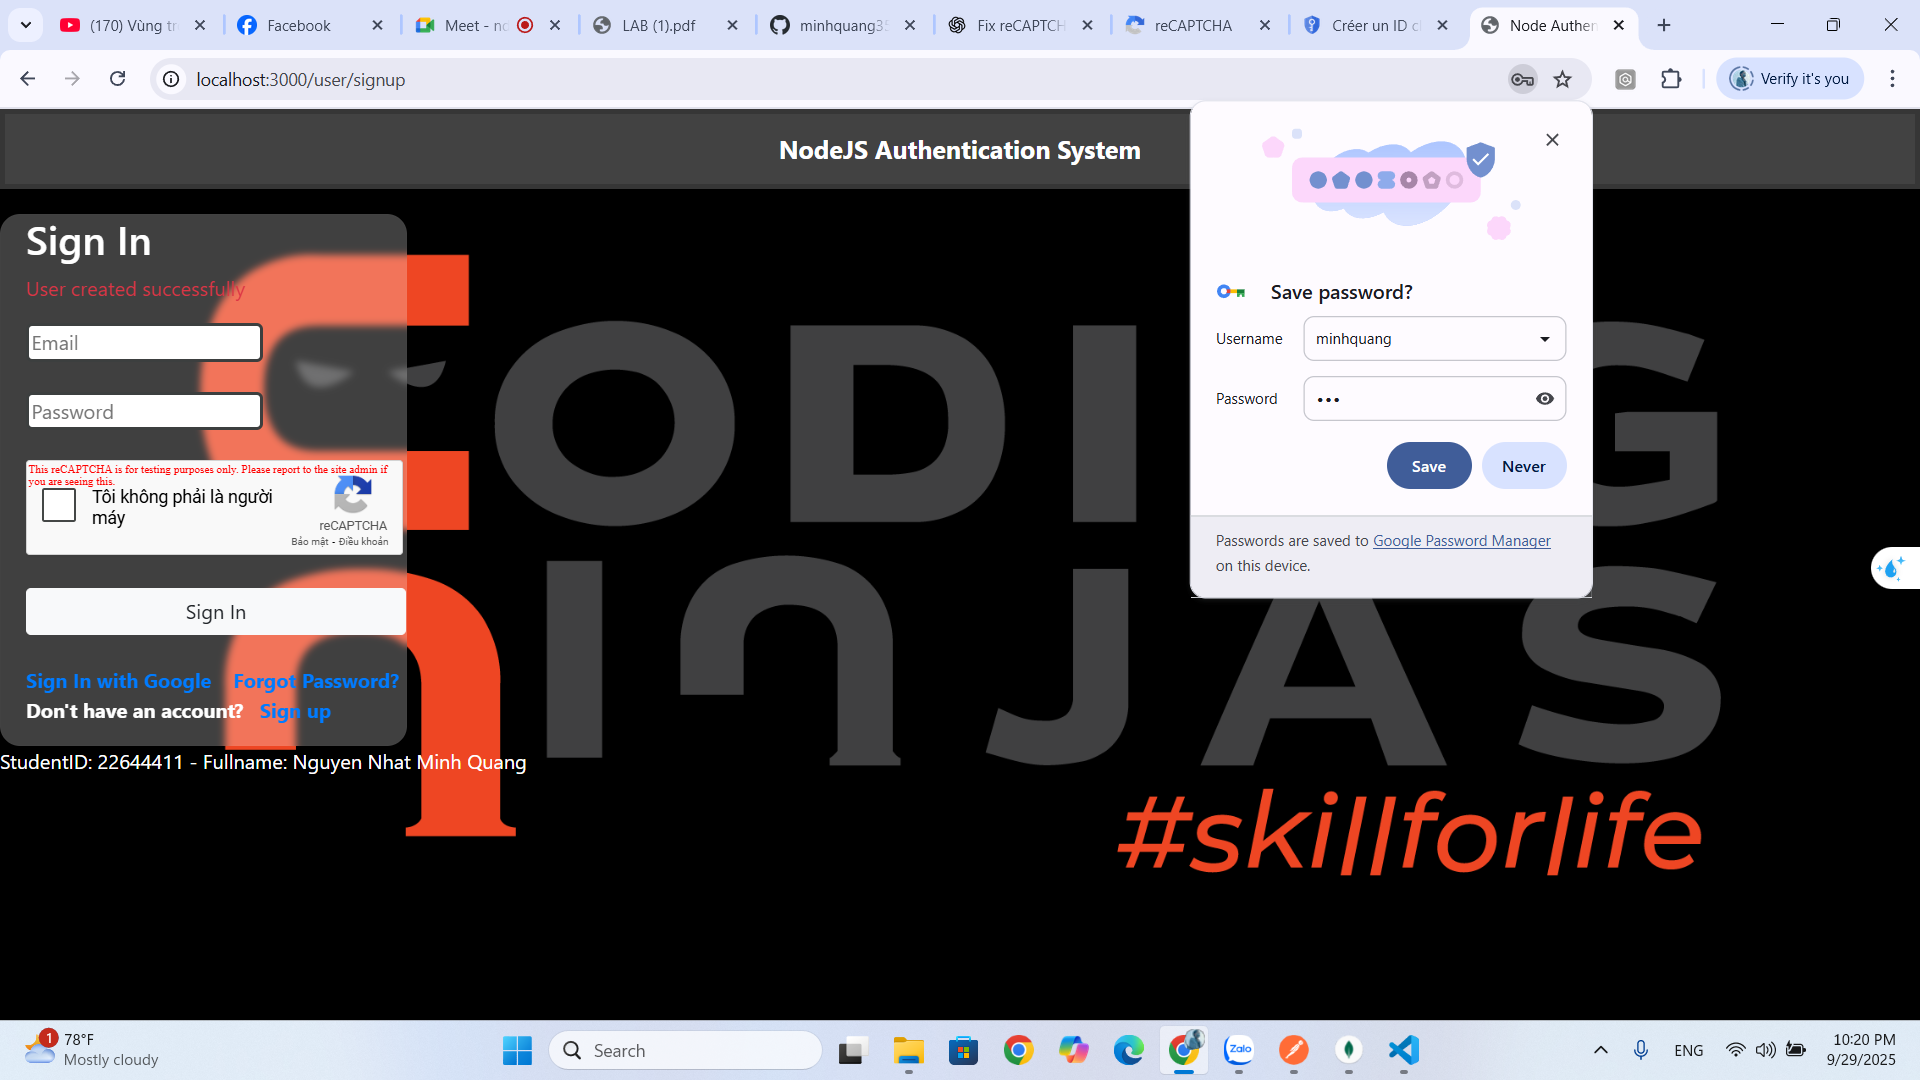 (170) Vùng tr
Facebook
Meet - nd
LAB (1).pdf
minhquang35
Fix reCAPTCH
reCAPTCHA
Créer un ID cl
Node Authen
localhost:3000/user/signup
Verify it's you
NodeJS Authentication System
Sign In
User created successfully
Email
Password
This reCAPTCHA is for testing purposes only. Please report to the site admin if
you are seeing this.
Tôi không phải là người
máy
reCAPTCHA
Bảo mật - Điều khoản
Sign In
Sign In with Google Forgot Password?
Don't have an account? Sign up
StudentID: 22644411 - Fullname: Nguyen Nhat Minh Quang
Save password?
Username minhquang
Password •••
Save Never
Passwords are saved to Google Password Manager
on this device.
CODING
NINJAS
#skillforlife
1
78°F
Mostly cloudy
Search
Zalo
ENG
10:20 PM
9/29/2025